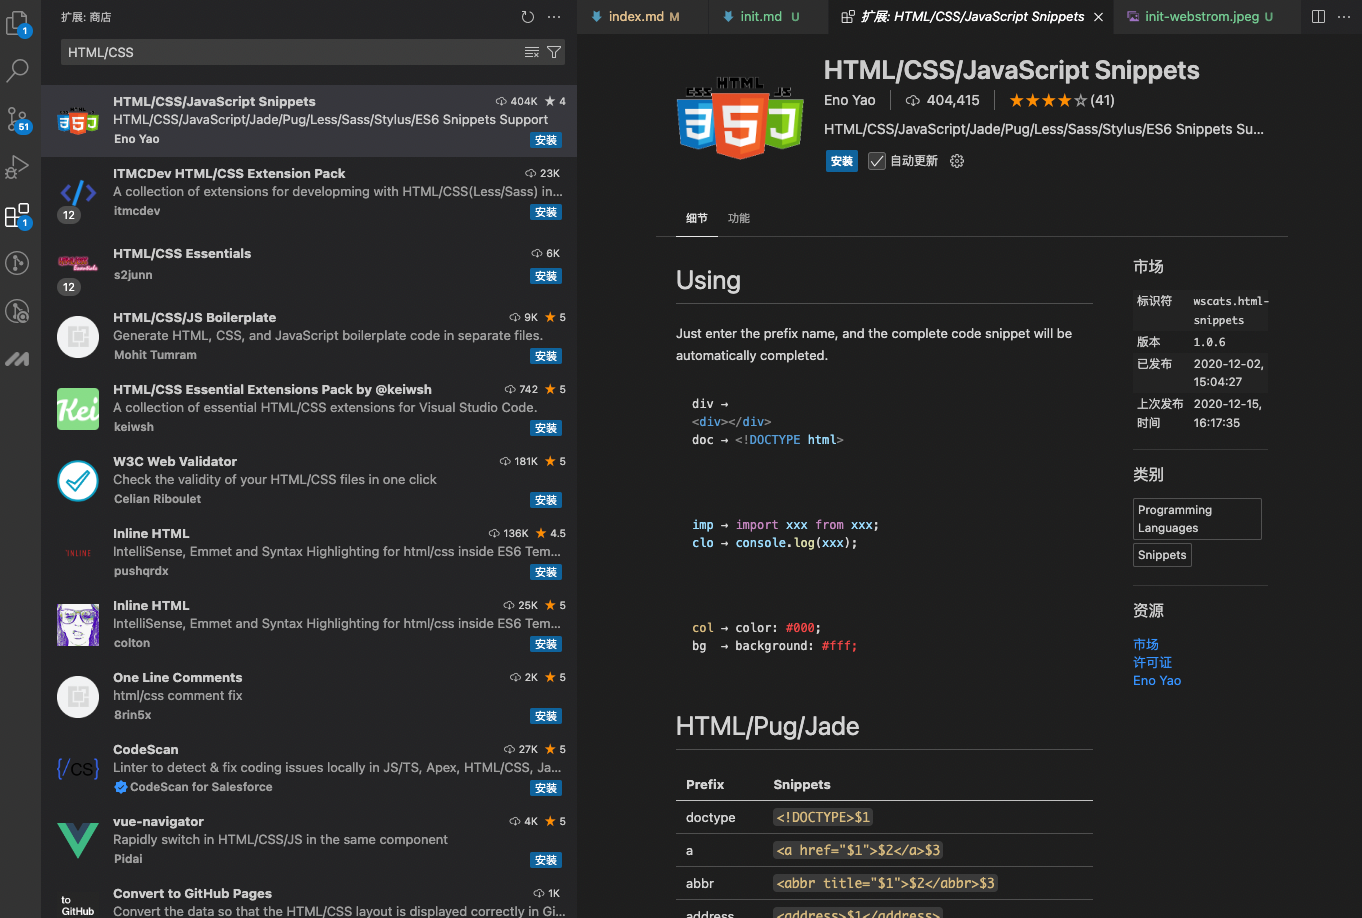 扩展: 商店
HTML/CSS
1
51
1
HTML/CSS/JavaScript Snippets 404K ★ 4
HTML/CSS/JavaScript/Jade/Pug/Less/Sass/Stylus/ES6 Snippets Support
Eno Yao 安装
ITMCDev HTML/CSS Extension Pack 23K
A collection of extensions for developming with HTML/CSS(Less/Sass) in...
12 itmcdev 安装
HTML/CSS Essentials 6K
s2junn 安装
12
HTML/CSS/JS Boilerplate 9K ★ 5
Generate HTML, CSS, and JavaScript boilerplate code in separate files.
Mohit Tumram 安装
HTML/CSS Essential Extensions Pack by @keiwsh 742 ★ 5
Kei A collection of essential HTML/CSS extensions for Visual Studio Code.
keiwsh 安装
W3C Web Validator 181K ★ 5
Check the validity of your HTML/CSS files in one click
Celian Riboulet 安装
Inline HTML 136K ★ 4.5
INLINE IntelliSense, Emmet and Syntax Highlighting for html/css inside ES6 Tem...
pushqrdx 安装
Inline HTML 25K ★ 5
IntelliSense, Emmet and Syntax Highlighting for html/css inside ES6 Tem...
colton 安装
One Line Comments 2K ★ 5
html/css comment fix
8rin5x 安装
CodeScan 27K ★ 5
{/CS} Linter to detect & fix coding issues locally in JS/TS, Apex, HTML/CSS, Ja...
CodeScan for Salesforce 安装
vue-navigator 4K ★ 5
Rapidly switch in HTML/CSS/JS in the same component
Pidai 安装
Convert to GitHub Pages 1K
to
GitHub Convert the data so that the HTML/CSS layout is displayed correctly in Gi...
index.md M init.md U 扩展: HTML/CSS/JavaScript Snippets init-webstrom.jpeg U
CSS HTML JS
3 5 J
HTML/CSS/JavaScript Snippets
Eno Yao 404,415 ★★★★☆(41)
HTML/CSS/JavaScript/Jade/Pug/Less/Sass/Stylus/ES6 Snippets Su...
安装 自动更新
细节 功能
Using
Just enter the prefix name, and the complete code snippet will be
automatically completed.
div →
<div></div>
doc → <!DOCTYPE html>
imp → import xxx from xxx;
clo → console.log(xxx);
col → color: #000;
bg → background: #fff;
HTML/Pug/Jade
Prefix Snippets
doctype <!DOCTYPE>$1
a <a href="$1">$2</a>$3
abbr <abbr title="$1">$2</abbr>$3
address <address>$1</address>
市场
标识符 wscats.html-
snippets
版本 1.0.6
已发布 2020-12-02,
15:04:27
上次发布 2020-12-15,
时间 16:17:35
类别
Programming
Languages
Snippets
资源
市场
许可证
Eno Yao